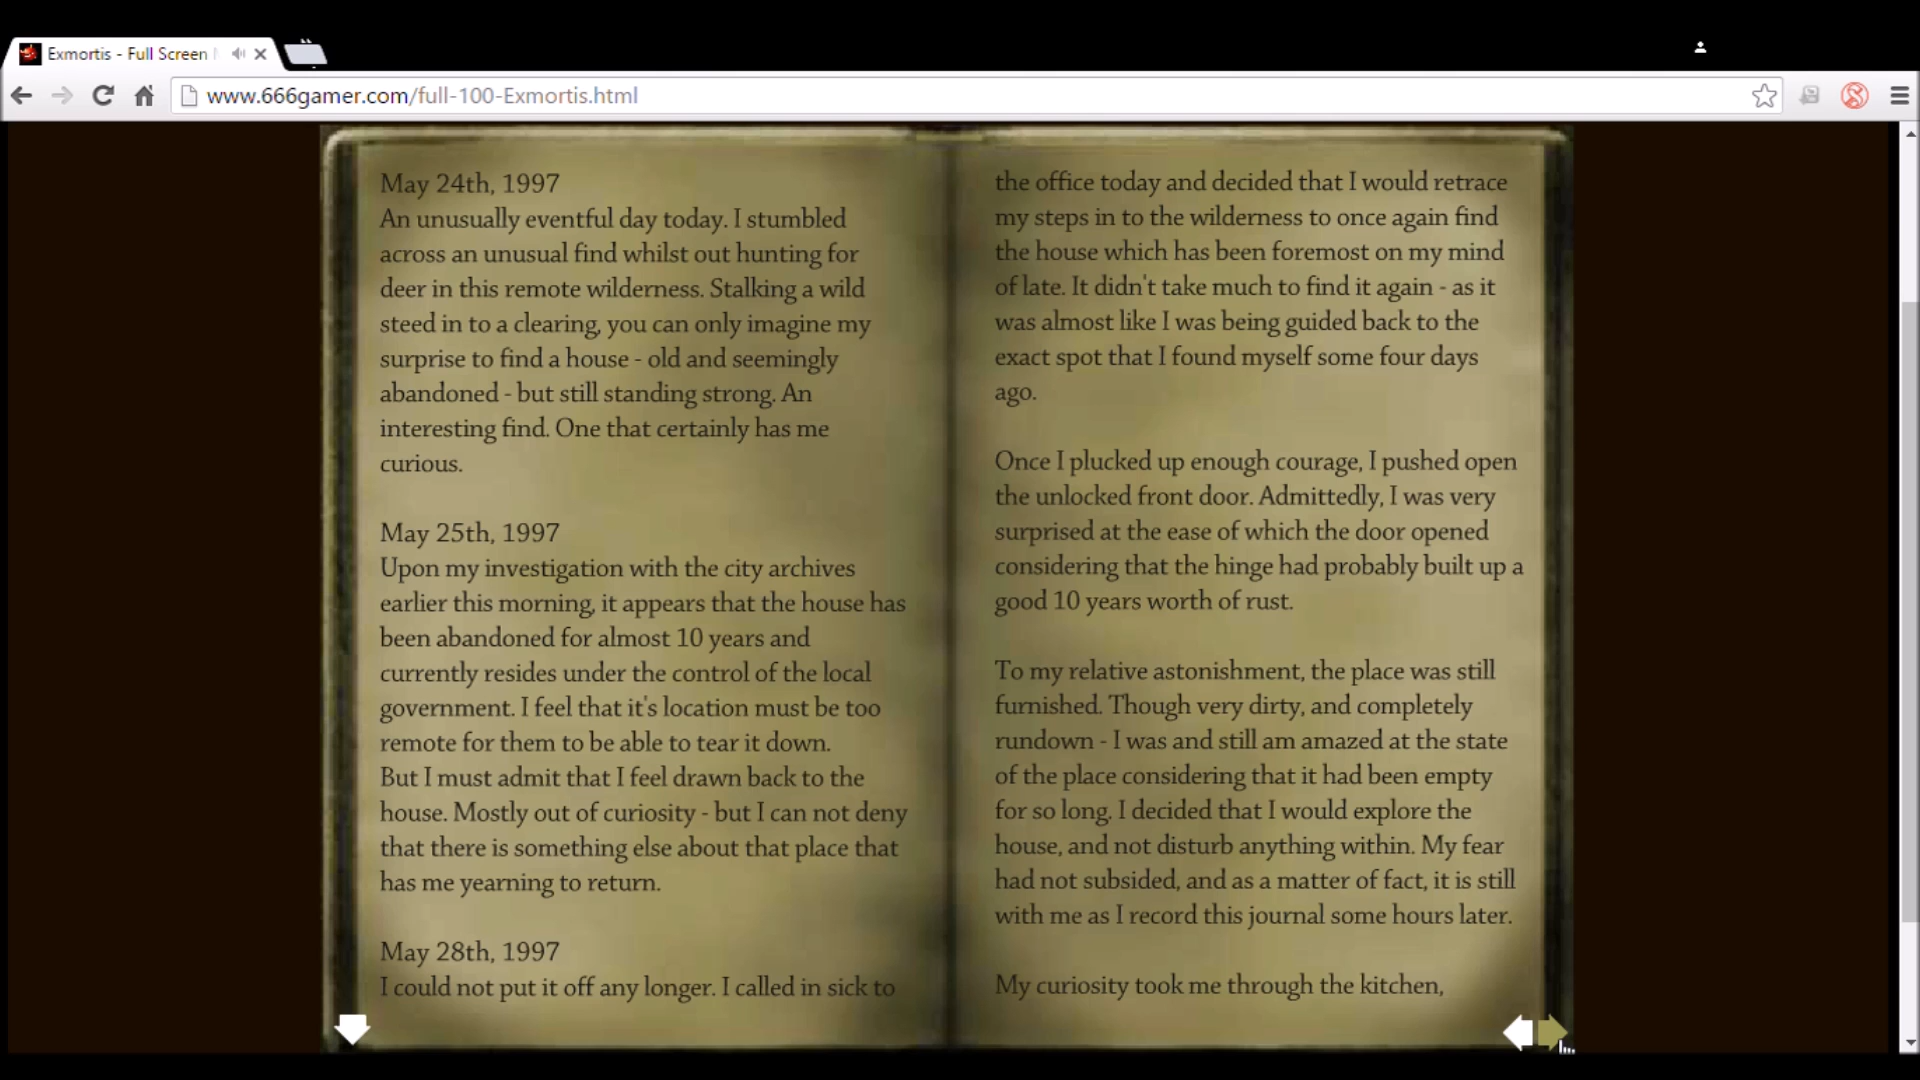 Exmortis - Full Screen
www.666gamer.com/full-100-Exmortis.html
May 24th, 1997
An unusually eventful day today. I stumbled
across an unusual find whilst out hunting for
deer in this remote wilderness. Stalking a wild
steed in to a clearing, you can only imagine my
surprise to find a house - old and seemingly
abandoned - but still standing strong. An
interesting find. One that certainly has me
curious.
May 25th, 1997
Upon my investigation with the city archives
earlier this morning, it appears that the house has
been abandoned for almost 10 years and
currently resides under the control of the local
government. I feel that it's location must be too
remote for them to be able to tear it down.
But I must admit that I feel drawn back to the
house. Mostly out of curiosity - but I can not deny
that there is something else about that place that
has me yearning to return.
May 28th, 1997
I could not put it off any longer. I called in sick to
the office today and decided that I would retrace
my steps in to the wilderness to once again find
the house which has been foremost on my mind
of late. It didn't take much to find it again - as it
was almost like I was being guided back to the
exact spot that I found myself some four days
ago.
Once I plucked up enough courage, I pushed open
the unlocked front door. Admittedly, I was very
surprised at the ease of which the door opened
considering that the hinge had probably built up a
good 10 years worth of rust.
To my relative astonishment, the place was still
furnished. Though very dirty, and completely
rundown - I was and still am amazed at the state
of the place considering that it had been empty
for so long. I decided that I would explore the
house, and not disturb anything within. My fear
had not subsided, and as a matter of fact, it is still
with me as I record this journal some hours later.
My curiosity took me through the kitchen,